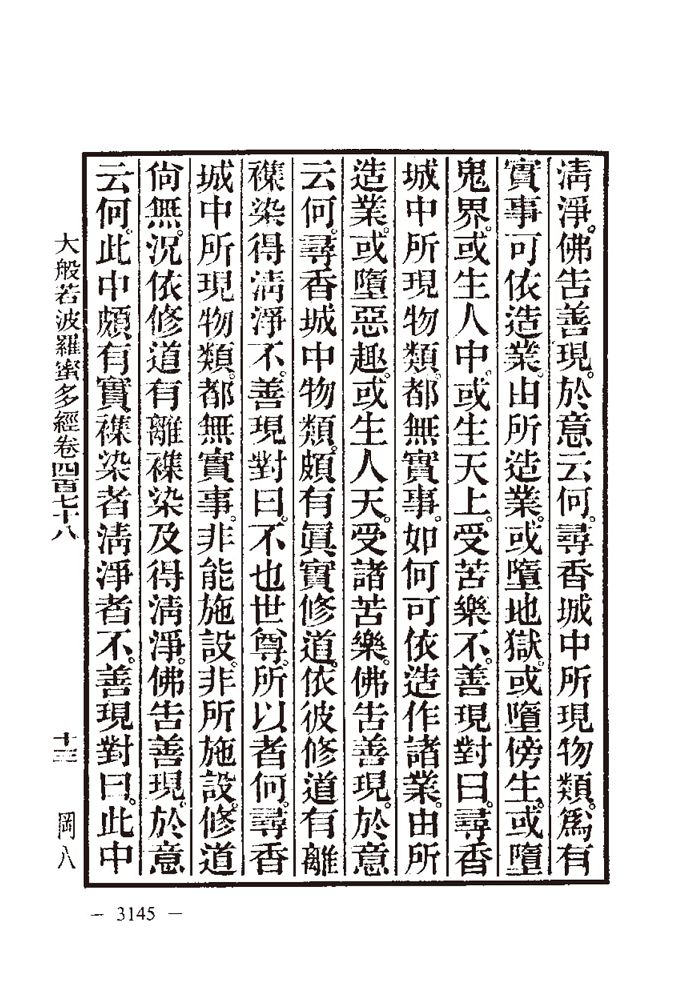 清淨。佛告善現。於意云何。尋香城中所現物類。爲有
實事可依造業。由所造業。或墮地獄。或墮傍生。或墮
鬼界。或生人中。或生天上。受苦樂不。善現對曰。尋香
城中所現物類。都無實事。如何可依造作諸業。由所
造業。或墮惡趣。或生人天。受諸苦樂。佛告善現。於意
云何。尋香城中物類。頗有眞實修道。依彼修道有離
襍染得清淨不。善現對曰。不也世尊。所以者何。尋香
城中所現物類。都無實事。非能施設。非所施設。修道
尙無。況依修道有離襍染及得清淨。佛告善現。於意
云何。此中頗有實襍染者清淨者不。善現對曰。此中
大般若波羅蜜多經卷四百七十八 十三 岡八
— 3145 —